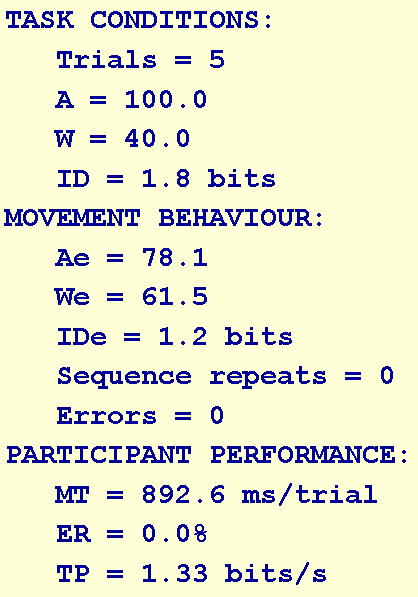 TASK CONDITIONS:
Trials = 5
A = 100.0
W = 40.0
ID = 1.8 bits
MOVEMENT BEHAVIOUR:
Ae = 78.1
We = 61.5
IDe = 1.2 bits
Sequence repeats = 0
Errors = 0
PARTICIPANT PERFORMANCE:
MT = 892.6 ms/trial
ER = 0.0%
TP = 1.33 bits/s